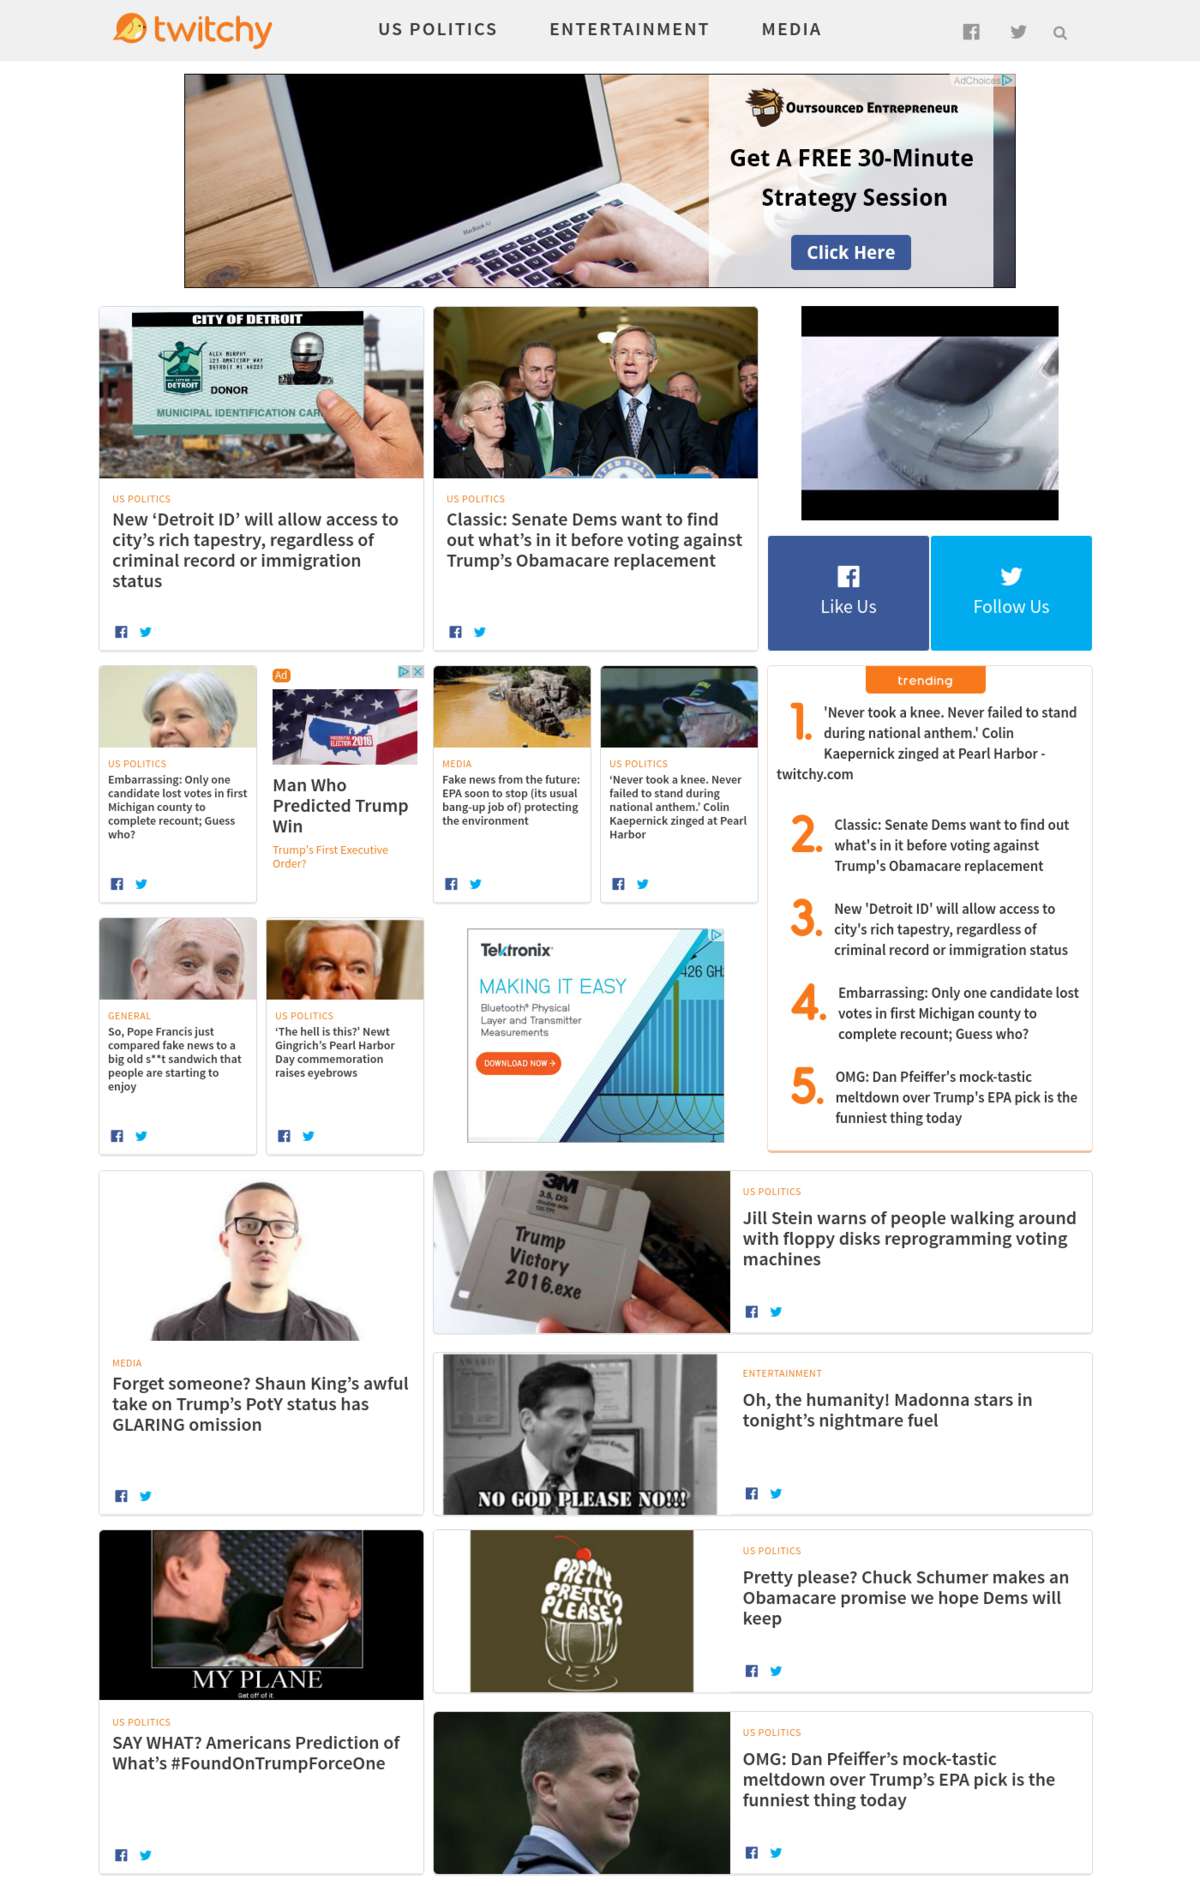 twitchy
US POLITICS
ENTERTAINMENT
MEDIA
AdChoices
OUTSOURCED ENTREPRENEUR
Get A FREE 30-Minute
Strategy Session
Click Here
MacBook Air
CITY OF DETROIT
ALEX MURPHY
DETROIT
DONOR
MUNICIPAL IDENTIFICATION CAR
US POLITICS
New ‘Detroit ID’ will allow access to
city’s rich tapestry, regardless of
criminal record or immigration
status
US POLITICS
Classic: Senate Dems want to find
out what’s in it before voting against
Trump’s Obamacare replacement
Like Us
Follow Us
US POLITICS
Embarrassing: Only one
candidate lost votes in first
Michigan county to
complete recount; Guess
who?
Ad
ELECTION 2016
Man Who
Predicted Trump
Win
Trump's First Executive
Order?
MEDIA
Fake news from the future:
EPA soon to stop (its usual
bang-up job of) protecting
the environment
US POLITICS
‘Never took a knee. Never
failed to stand during
national anthem.’ Colin
Kaepernick zinged at Pearl
Harbor
trending
1. 'Never took a knee. Never failed to stand
during national anthem.' Colin
Kaepernick zinged at Pearl Harbor -
twitchy.com
2. Classic: Senate Dems want to find out
what's in it before voting against
Trump's Obamacare replacement
3. New 'Detroit ID' will allow access to
city's rich tapestry, regardless of
criminal record or immigration status
4. Embarrassing: Only one candidate lost
votes in first Michigan county to
complete recount; Guess who?
5. OMG: Dan Pfeiffer's mock-tastic
meltdown over Trump's EPA pick is the
funniest thing today
GENERAL
So, Pope Francis just
compared fake news to a
big old s**t sandwich that
people are starting to
enjoy
US POLITICS
‘The hell is this?’ Newt
Gingrich’s Pearl Harbor
Day commemoration
raises eyebrows
Tektronix
MAKING IT EASY
Bluetooth® Physical
Layer and Transmitter
Measurements
DOWNLOAD NOW
426 GH
MEDIA
Forget someone? Shaun King’s awful
take on Trump’s PotY status has
GLARING omission
3M
3.5, DS
Trump
Victory
2016.exe
US POLITICS
Jill Stein warns of people walking around
with floppy disks reprogramming voting
machines
NO GOD PLEASE NO!!!
ENTERTAINMENT
Oh, the humanity! Madonna stars in
tonight’s nightmare fuel
MY PLANE
Get off of it.
US POLITICS
SAY WHAT? Americans Prediction of
What’s #FoundOnTrumpForceOne
PRETTY
PRETTY
PLEASE?
US POLITICS
Pretty please? Chuck Schumer makes an
Obamacare promise we hope Dems will
keep
US POLITICS
OMG: Dan Pfeiffer’s mock-tastic
meltdown over Trump’s EPA pick is the
funniest thing today